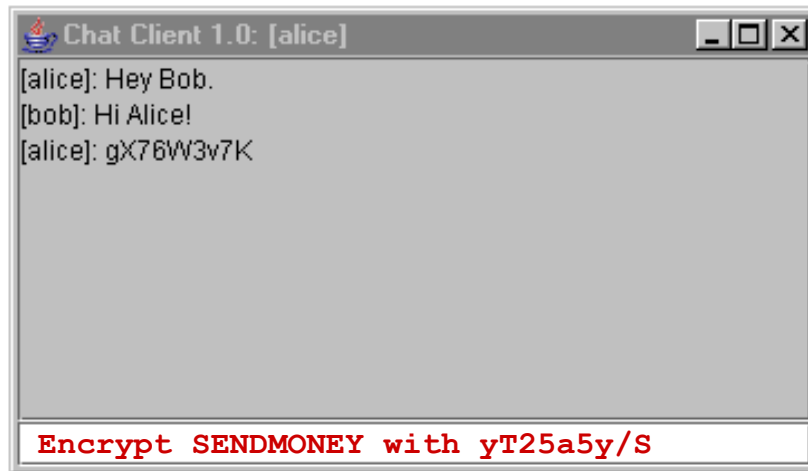 Chat Client 1.0: [alice]
[alice]: Hey Bob.
[bob]: Hi Alice!
[alice]: gX76W3v7K
Encrypt SENDMONEY with yT25a5y/S